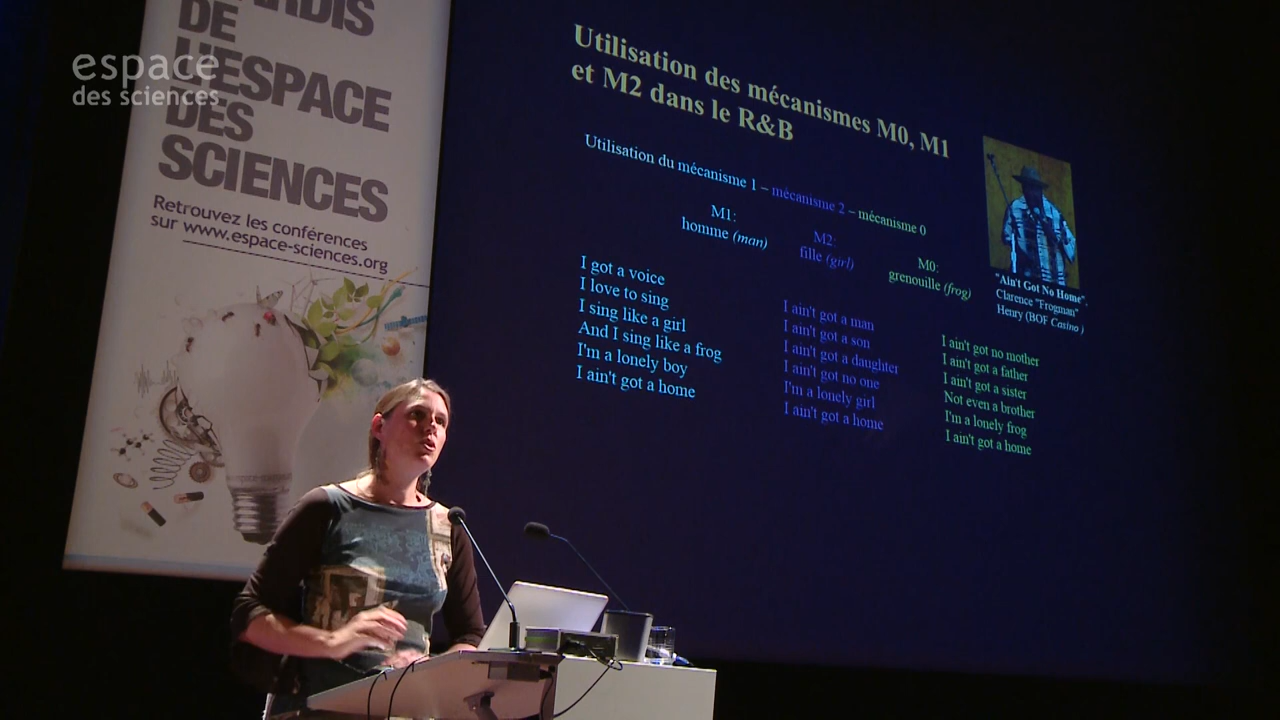 ARDIS
DE
L'ESPACE
DES
SCIENCES
Retrouvez les conférences
sur www.espace-sciences.org
espace
des sciences
Utilisation des mécanismes M0, M1
et M2 dans le R&B
Utilisation du mécanisme 1 – mécanisme 2 – mécanisme 0
M1:
homme (man)
M2:
fille (girl)
M0:
grenouille (frog)
I got a voice
I love to sing
I sing like a girl
And I sing like a frog
I'm a lonely boy
I ain't got a home
I ain't got a man
I ain't got a son
I ain't got a daughter
I ain't got no one
I'm a lonely girl
I ain't got a home
I ain't got no mother
I ain't got a father
I ain't got a sister
Not even a brother
I'm a lonely frog
I ain't got a home
"Ain't Got No Home",
Clarence "Frogman"
Henry (BOF Casino )